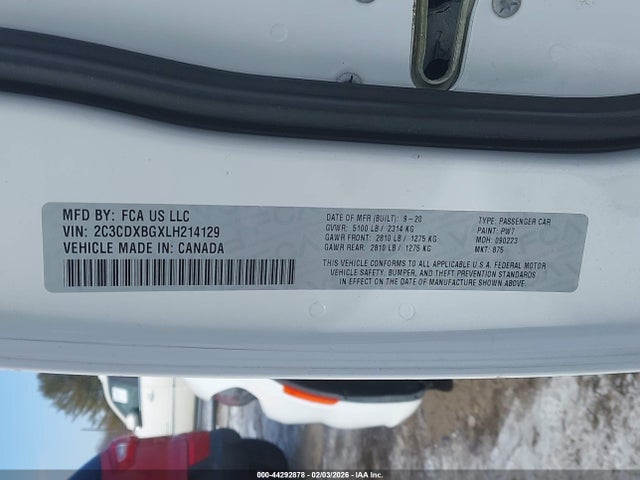 MFD BY: FCA US LLC
VIN: 2C3CDXBGXLH214129
VEHICLE MADE IN: CANADA
DATE OF MFR (BUILT): 9-20
GVWR: 5100 LB / 2314 KG
GAWR FRONT: 2810 LB / 1275 KG
GAWR REAR: 2810 LB / 1275 KG
TYPE: PASSENGER CAR
PAINT: PW7
MDH: 090223
MKT: 875
THIS VEHICLE CONFORMS TO ALL APPLICABLE U.S.A. FEDERAL MOTOR
VEHICLE SAFETY, BUMPER, AND THEFT PREVENTION STANDARDS
IN EFFECT ON THE DATE OF MANUFACTURE SHOWN ABOVE.
000-44292878 - 02/03/2026 - IAA Inc.